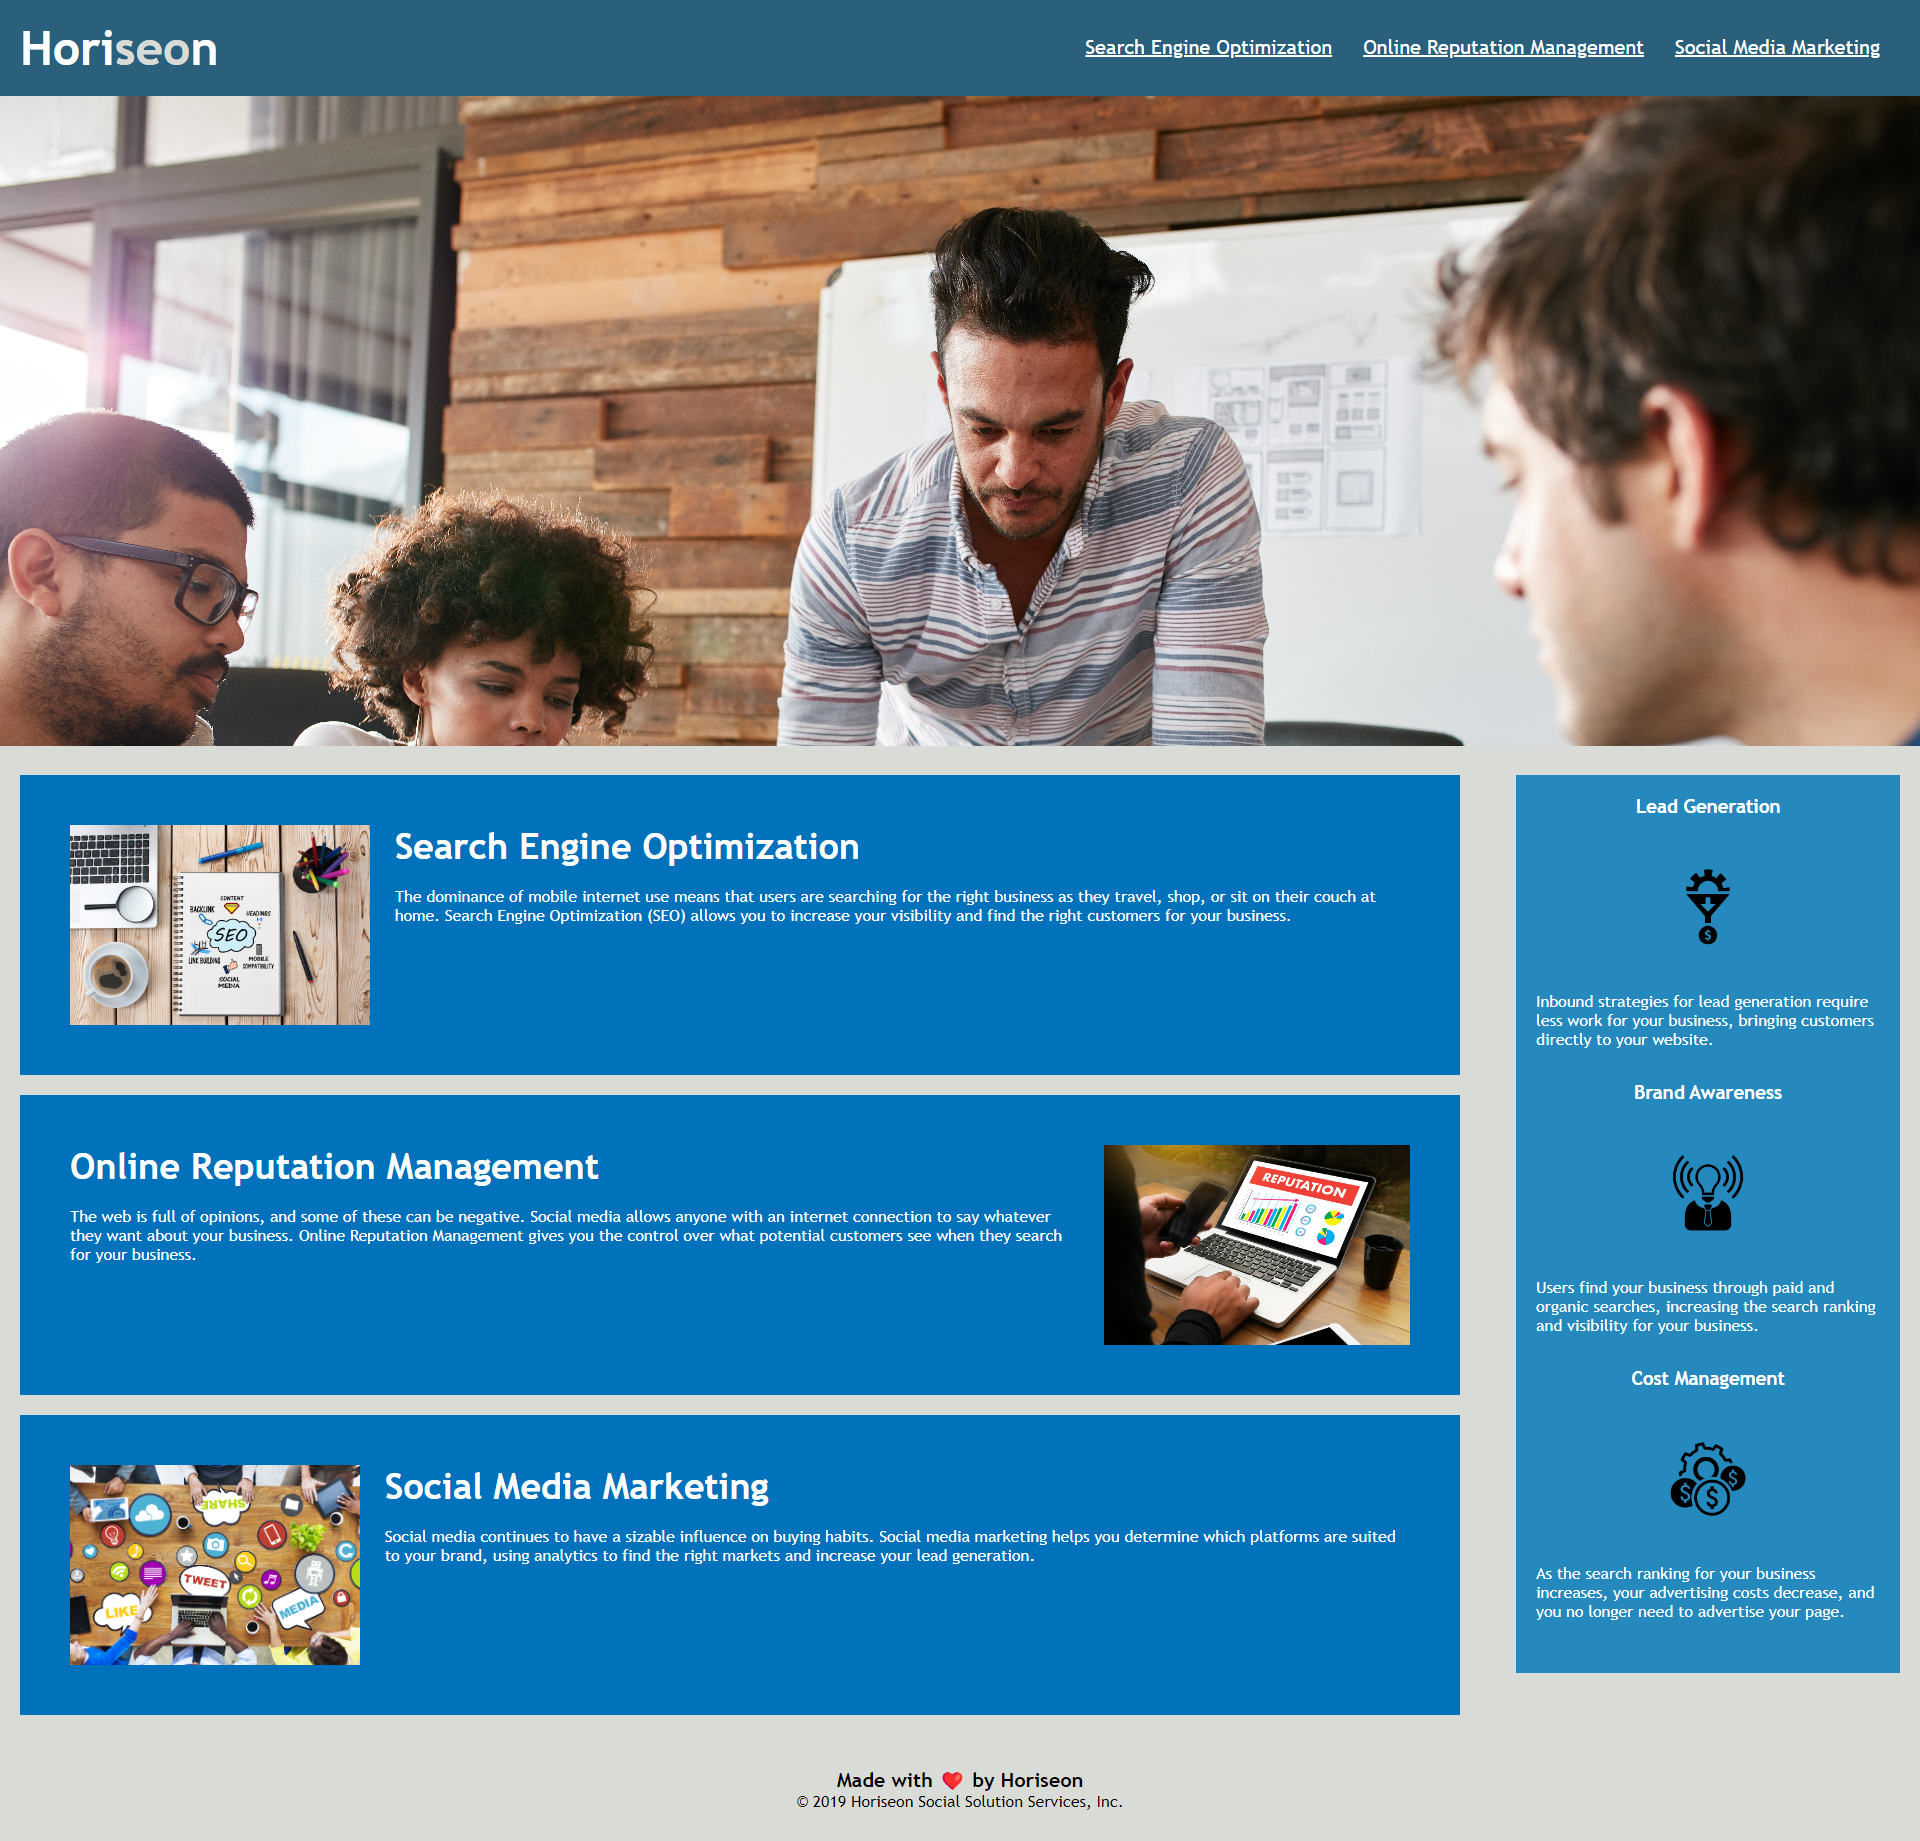 Horiseon
Search Engine Optimization
Online Reputation Management
Social Media Marketing
CONTENT
BACKLINK
HEADINGS
SEO
LINK BUILDING
MOBILE
COMPATIBILITY
SOCIAL
MEDIA
Search Engine Optimization
The dominance of mobile internet use means that users are searching for the right business as they travel, shop, or sit on their couch at
home. Search Engine Optimization (SEO) allows you to increase your visibility and find the right customers for your business.
Online Reputation Management
The web is full of opinions, and some of these can be negative. Social media allows anyone with an internet connection to say whatever
they want about your business. Online Reputation Management gives you the control over what potential customers see when they search
for your business.
REPUTATION
SHARE
TWEET
LIKE
MEDIA
Social Media Marketing
Social media continues to have a sizable influence on buying habits. Social media marketing helps you determine which platforms are suited
to your brand, using analytics to find the right markets and increase your lead generation.
Lead Generation
$
Inbound strategies for lead generation require
less work for your business, bringing customers
directly to your website.
Brand Awareness
Users find your business through paid and
organic searches, increasing the search ranking
and visibility for your business.
Cost Management
$ $ $
As the search ranking for your business
increases, your advertising costs decrease, and
you no longer need to advertise your page.
Made with ❤️ by Horiseon
© 2019 Horiseon Social Solution Services, Inc.